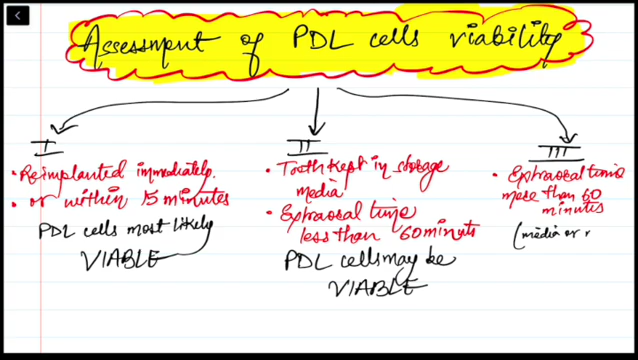 Assessment of PDL cells viability
I
• Reimplanted immediately.
• or within 15 minutes
PDL cells most likely
VIABLE
II
• Tooth kept in storage
media
• Extraoral time
less than 60 minuts
PDL cells may be
VIABLE
III
• Extraoral time
more than 60
minutes
(media or